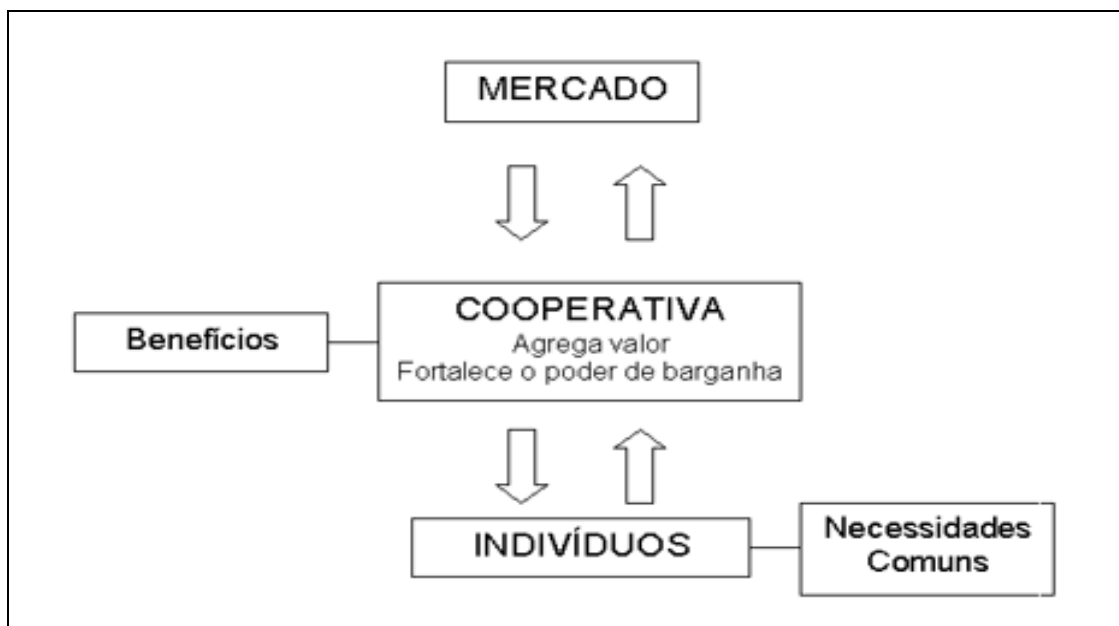 MERCADO
COOPERATIVA
Agrega valor
Fortalece o poder de barganha
Benefícios
INDIVÍDUOS
Necessidades
Comuns